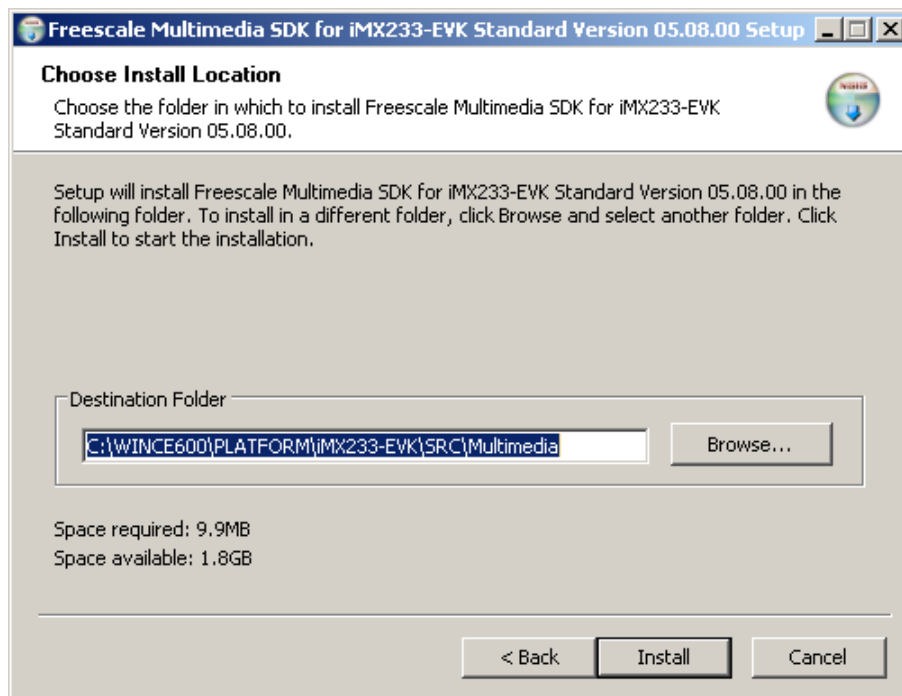 Freescale Multimedia SDK for iMX233-EVK Standard Version 05.08.00 Setup
Choose Install Location
Choose the folder in which to install Freescale Multimedia SDK for iMX233-EVK
Standard Version 05.08.00.
Setup will install Freescale Multimedia SDK for iMX233-EVK Standard Version 05.08.00 in the
following folder. To install in a different folder, click Browse and select another folder. Click
Install to start the installation.
Destination Folder
C:\WINCE600\PLATFORM\iMX233-EVK\SRC\Multimedia
Browse...
Space required: 9.9MB
Space available: 1.8GB
< Back
Install
Cancel